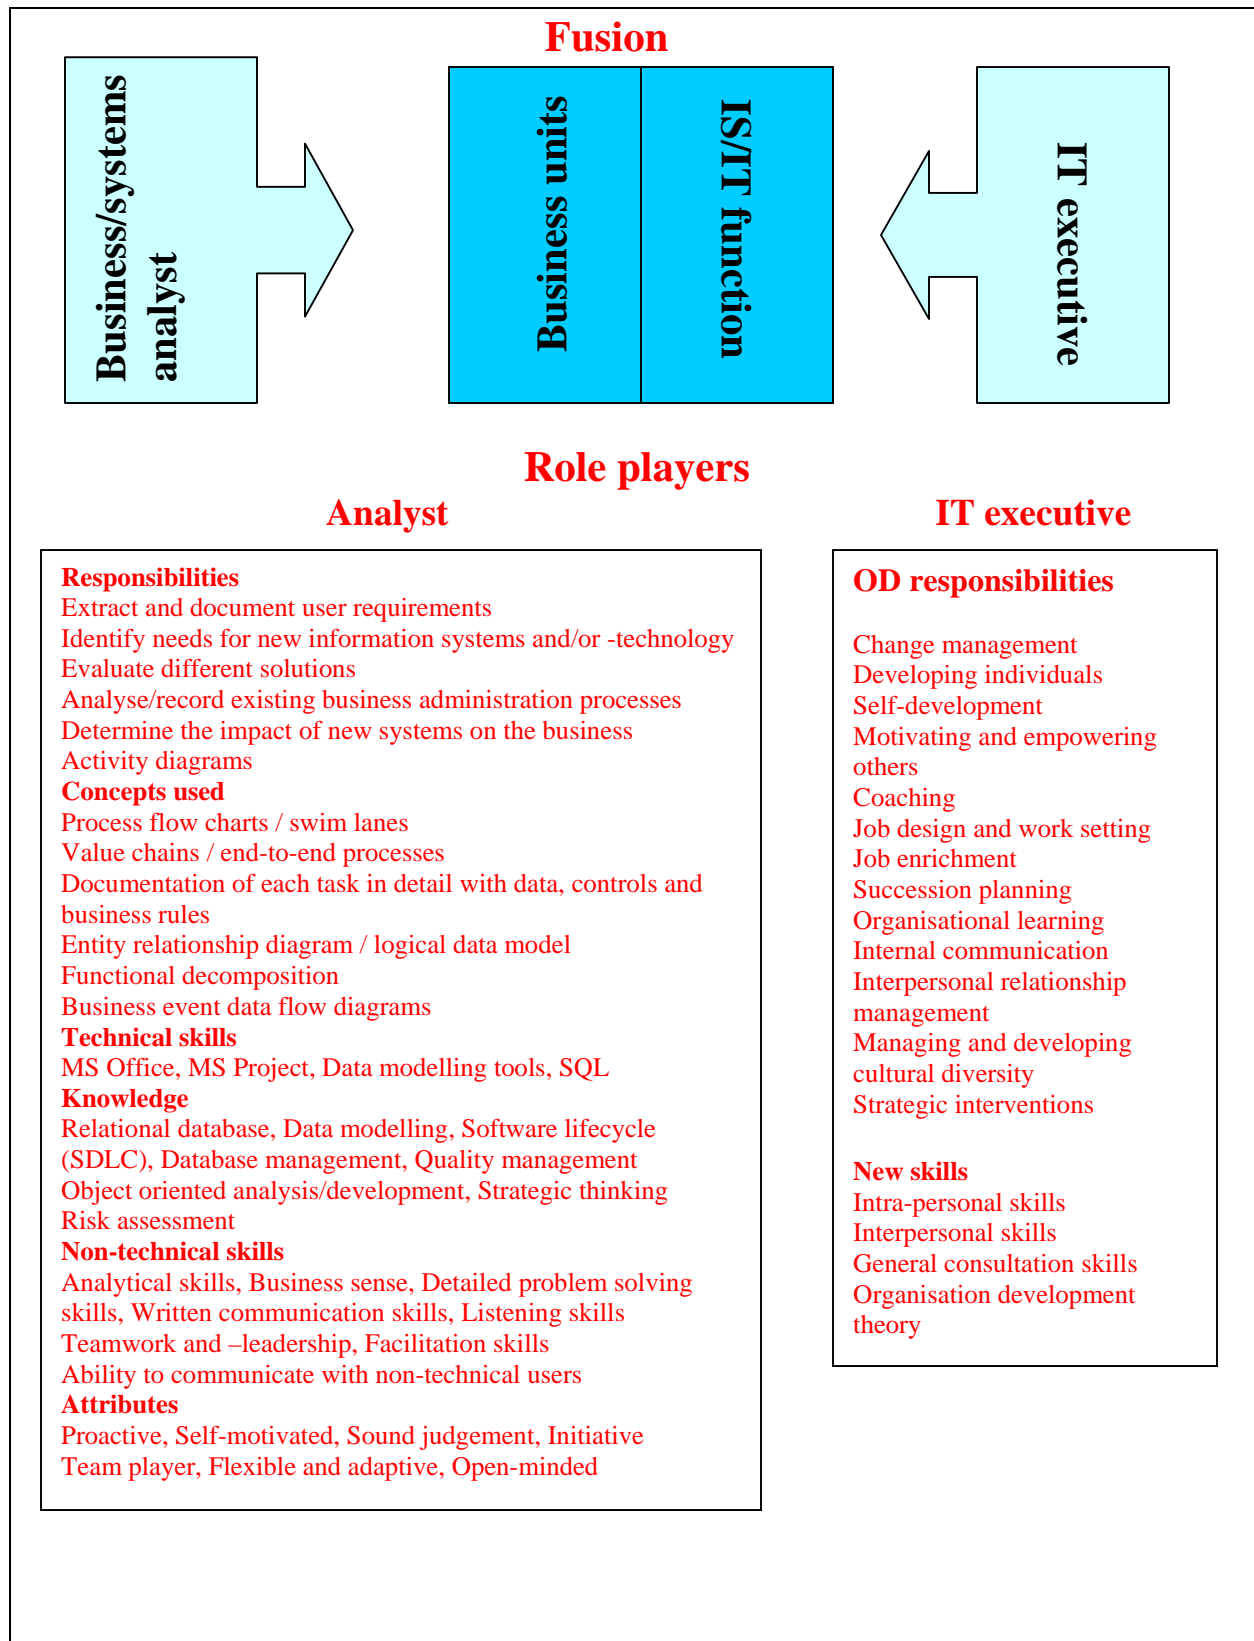 Fusion
Business/systems
analyst
Business units
IS/IT function
IT executive
Role players
Analyst
IT executive
Responsibilities
Extract and document user requirements
Identify needs for new information systems and/or -technology
Evaluate different solutions
Analyse/record existing business administration processes
Determine the impact of new systems on the business
Activity diagrams
Concepts used
Process flow charts / swim lanes
Value chains / end-to-end processes
Documentation of each task in detail with data, controls and
business rules
Entity relationship diagram / logical data model
Functional decomposition
Business event data flow diagrams
Technical skills
MS Office, MS Project, Data modelling tools, SQL
Knowledge
Relational database, Data modelling, Software lifecycle
(SDLC), Database management, Quality management
Object oriented analysis/development, Strategic thinking
Risk assessment
Non-technical skills
Analytical skills, Business sense, Detailed problem solving
skills, Written communication skills, Listening skills
Teamwork and –leadership, Facilitation skills
Ability to communicate with non-technical users
Attributes
Proactive, Self-motivated, Sound judgement, Initiative
Team player, Flexible and adaptive, Open-minded
OD responsibilities
Change management
Developing individuals
Self-development
Motivating and empowering
others
Coaching
Job design and work setting
Job enrichment
Succession planning
Organisational learning
Internal communication
Interpersonal relationship
management
Managing and developing
cultural diversity
Strategic interventions
New skills
Intra-personal skills
Interpersonal skills
General consultation skills
Organisation development
theory